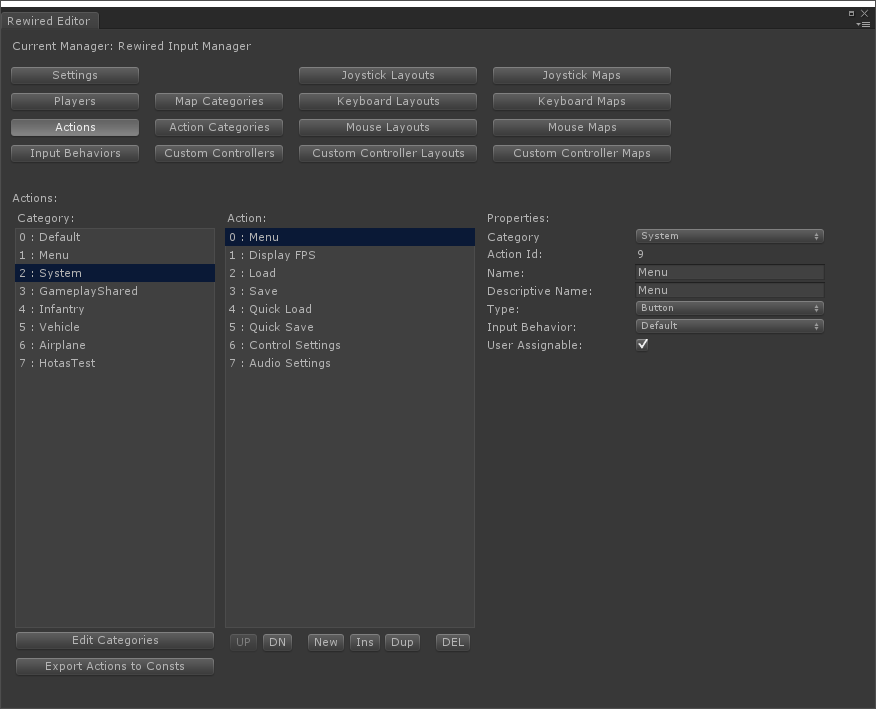 Rewired Editor
Current Manager: Rewired Input Manager
Settings Joystick Layouts Joystick Maps
Players Map Categories Keyboard Layouts Keyboard Maps
Actions Action Categories Mouse Layouts Mouse Maps
Input Behaviors Custom Controllers Custom Controller Layouts Custom Controller Maps
Actions:
Category: Action: Properties:
0 : Default 0 : Menu Category System
1 : Menu 1 : Display FPS Action Id: 9
2 : System 2 : Load Name: Menu
3 : GameplayShared 3 : Save Descriptive Name: Menu
4 : Infantry 4 : Quick Load Type: Button
5 : Vehicle 5 : Quick Save Input Behavior: Default
6 : Airplane 6 : Control Settings User Assignable:
7 : HotasTest 7 : Audio Settings
Edit Categories UP DN New Ins Dup DEL
Export Actions to Consts